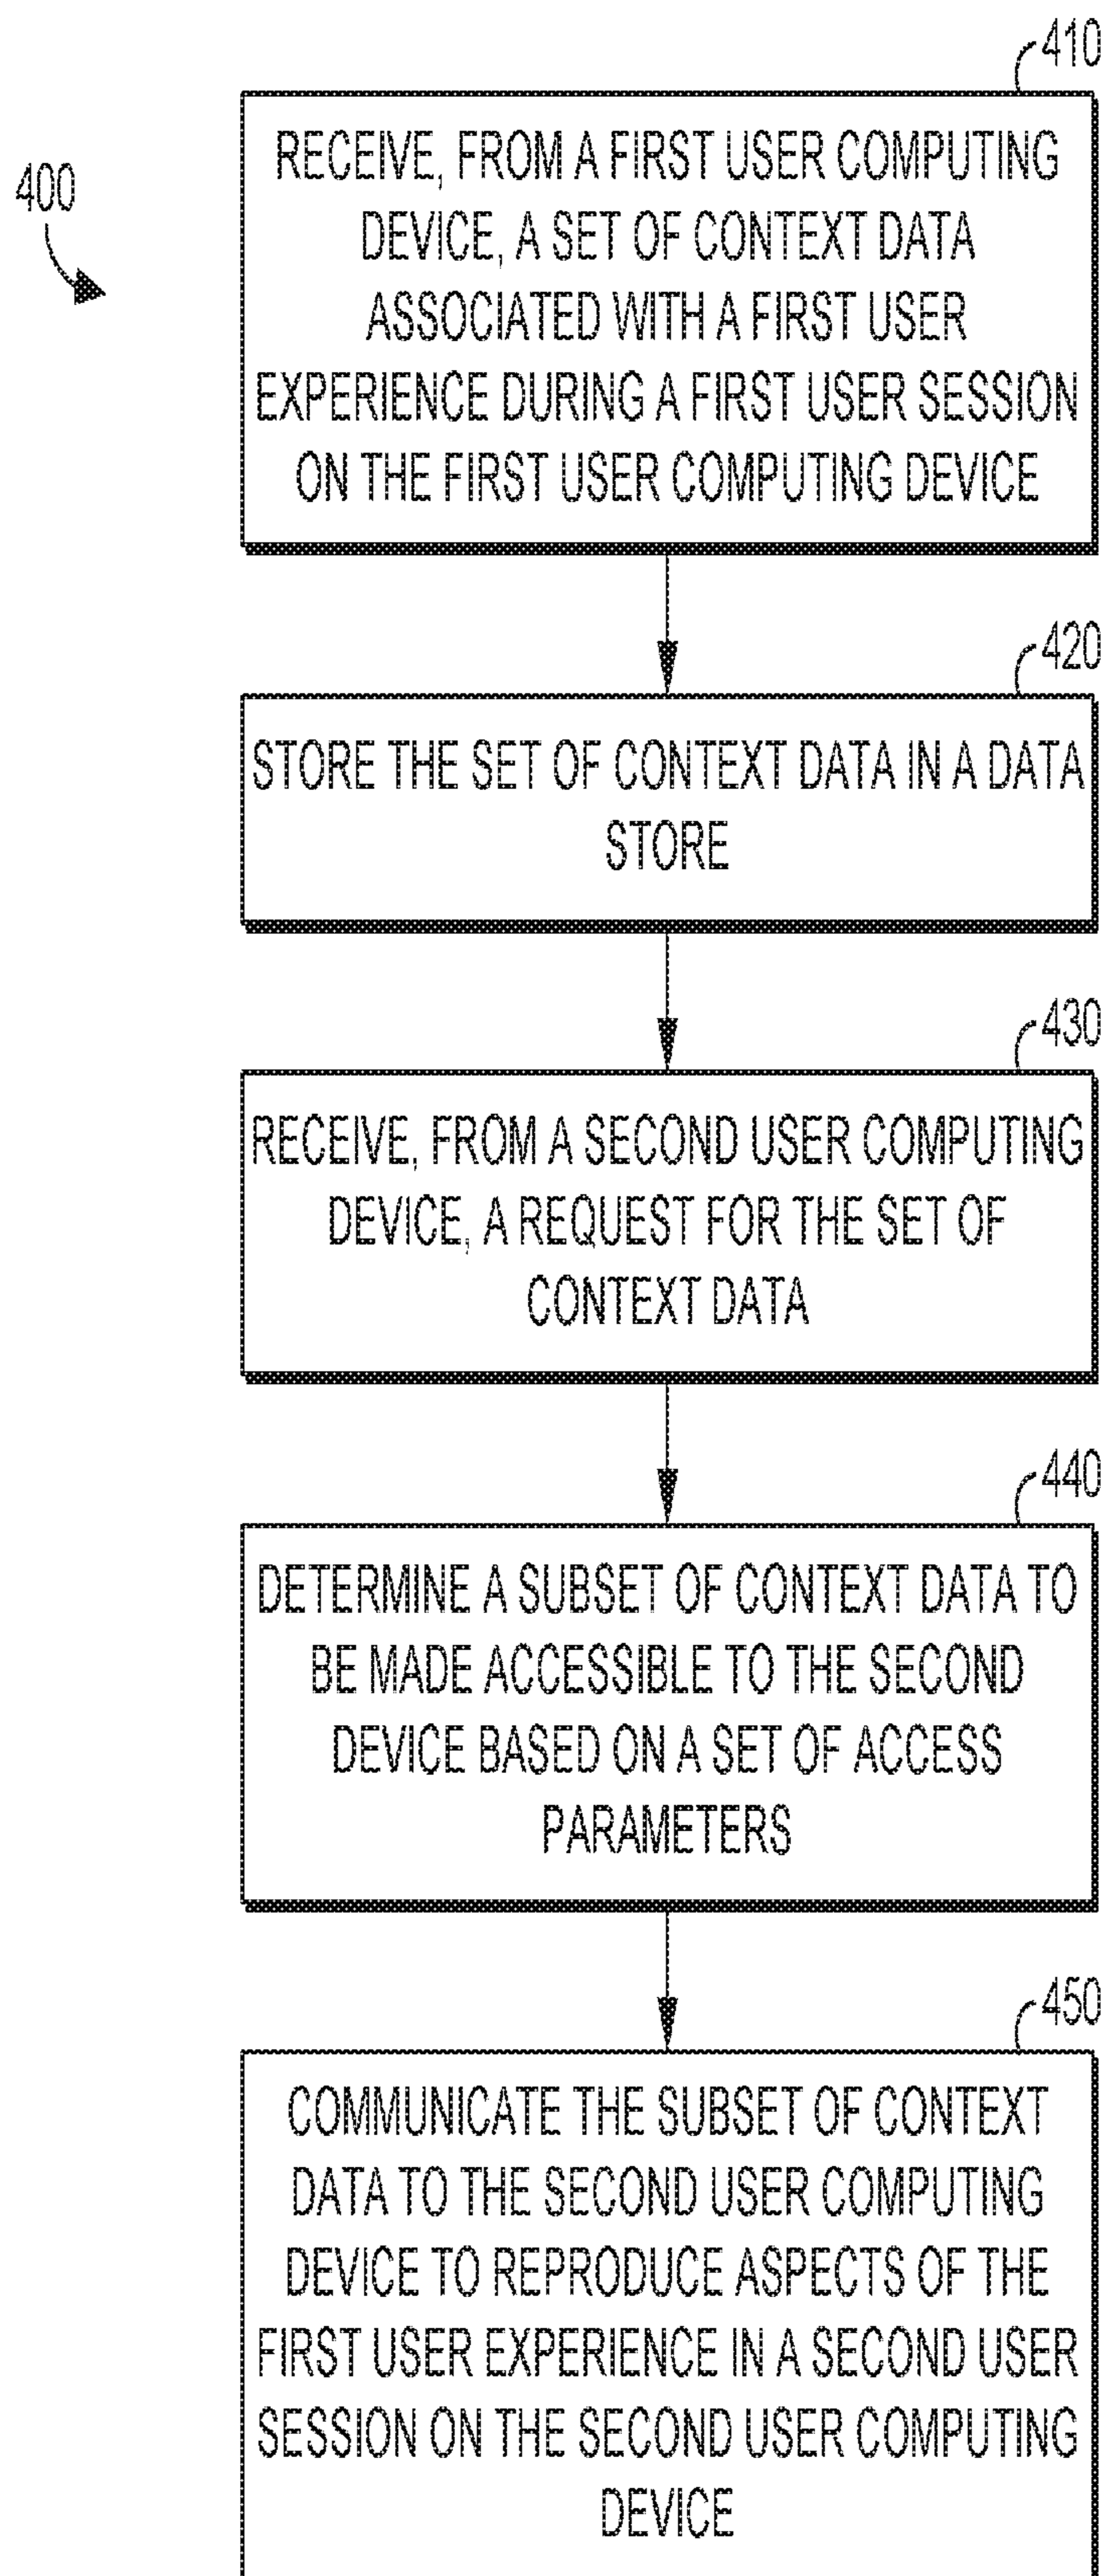 400
410
RECEIVE, FROM A FIRST USER COMPUTING
DEVICE, A SET OF CONTEXT DATA
ASSOCIATED WITH A FIRST USER
EXPERIENCE DURING A FIRST USER SESSION
ON THE FIRST USER COMPUTING DEVICE
420
STORE THE SET OF CONTEXT DATA IN A DATA
STORE
430
RECEIVE, FROM A SECOND USER COMPUTING
DEVICE, A REQUEST FOR THE SET OF
CONTEXT DATA
440
DETERMINE A SUBSET OF CONTEXT DATA TO
BE MADE ACCESSIBLE TO THE SECOND
DEVICE BASED ON A SET OF ACCESS
PARAMETERS
450
COMMUNICATE THE SUBSET OF CONTEXT
DATA TO THE SECOND USER COMPUTING
DEVICE TO REPRODUCE ASPECTS OF THE
FIRST USER EXPERIENCE IN A SECOND USER
SESSION ON THE SECOND USER COMPUTING
DEVICE